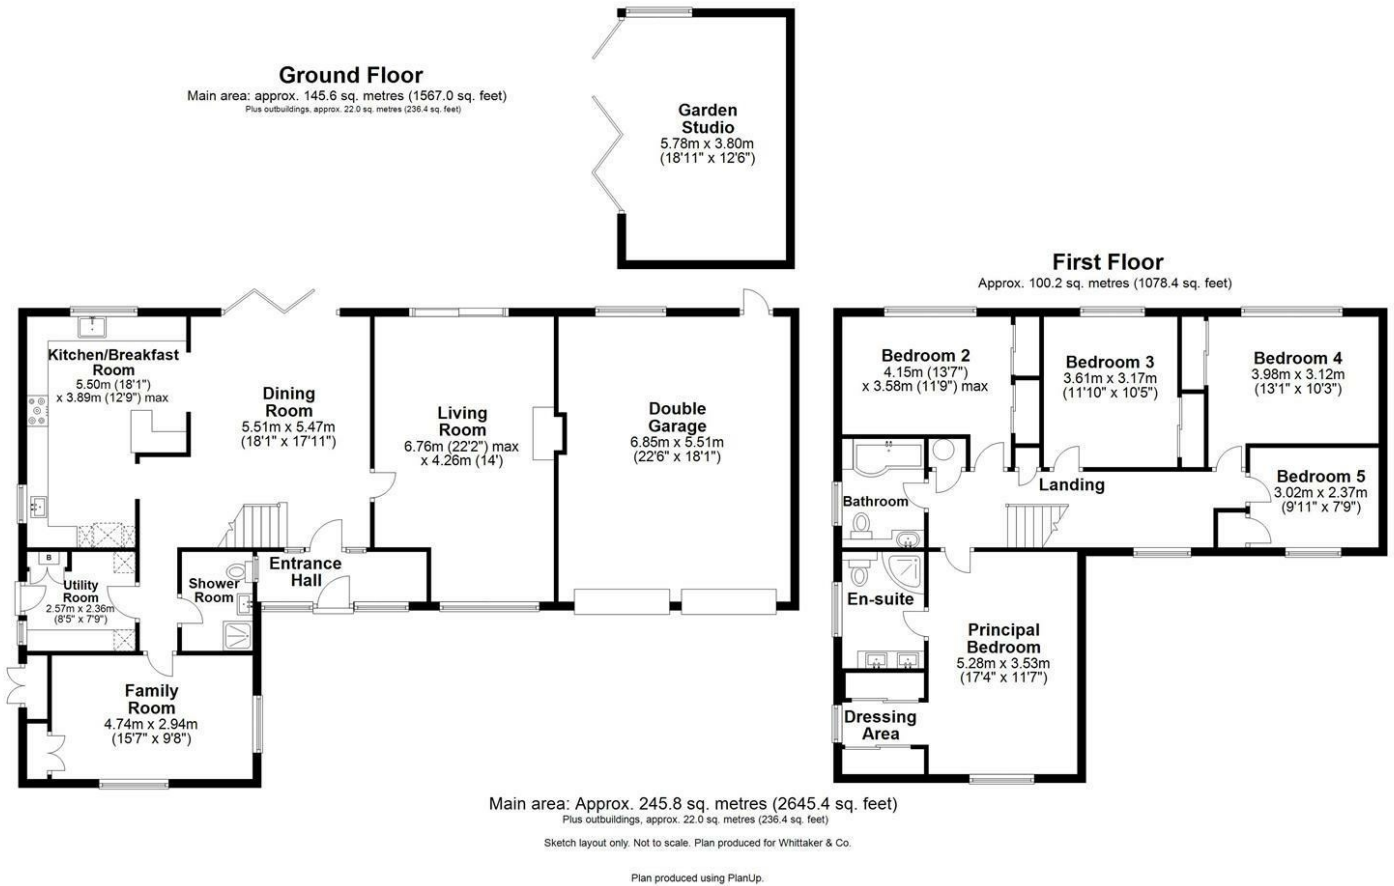 Ground Floor
Main area: approx. 145.6 sq. metres (1567.0 sq. feet)
Plus outbuildings, approx. 22.0 sq. metres (236.4 sq. feet)
Garden
Studio
5.78m x 3.80m
(18'11" x 12'6")
Kitchen/Breakfast
Room
5.50m (18'1")
x 3.89m (12'9") max
Dining
Room
5.51m x 5.47m
(18'1" x 17'11")
Living
Room
6.76m (22'2") max
x 4.26m (14')
Double
Garage
6.85m x 5.51m
(22'6" x 18'1")
B
Utility
Room
2.57m x 2.36m
(8'5" x 7'9")
Shower
Room
Entrance
Hall
Family
Room
4.74m x 2.94m
(15'7" x 9'8")
First Floor
Approx. 100.2 sq. metres (1078.4 sq. feet)
Bedroom 2
4.15m (13'7")
x 3.58m (11'9") max
Bedroom 3
3.61m x 3.17m
(11'10" x 10'5")
Bedroom 4
3.98m x 3.12m
(13'1" x 10'3")
Bedroom 5
3.02m x 2.37m
(9'11" x 7'9")
Landing
Bathroom
En-suite
Principal
Bedroom
5.28m x 3.53m
(17'4" x 11'7")
Dressing
Area
Main area: Approx. 245.8 sq. metres (2645.4 sq. feet)
Plus outbuildings, approx. 22.0 sq. metres (236.4 sq. feet)
Sketch layout only. Not to scale. Plan produced for Whittaker & Co.
Plan produced using PlanUp.